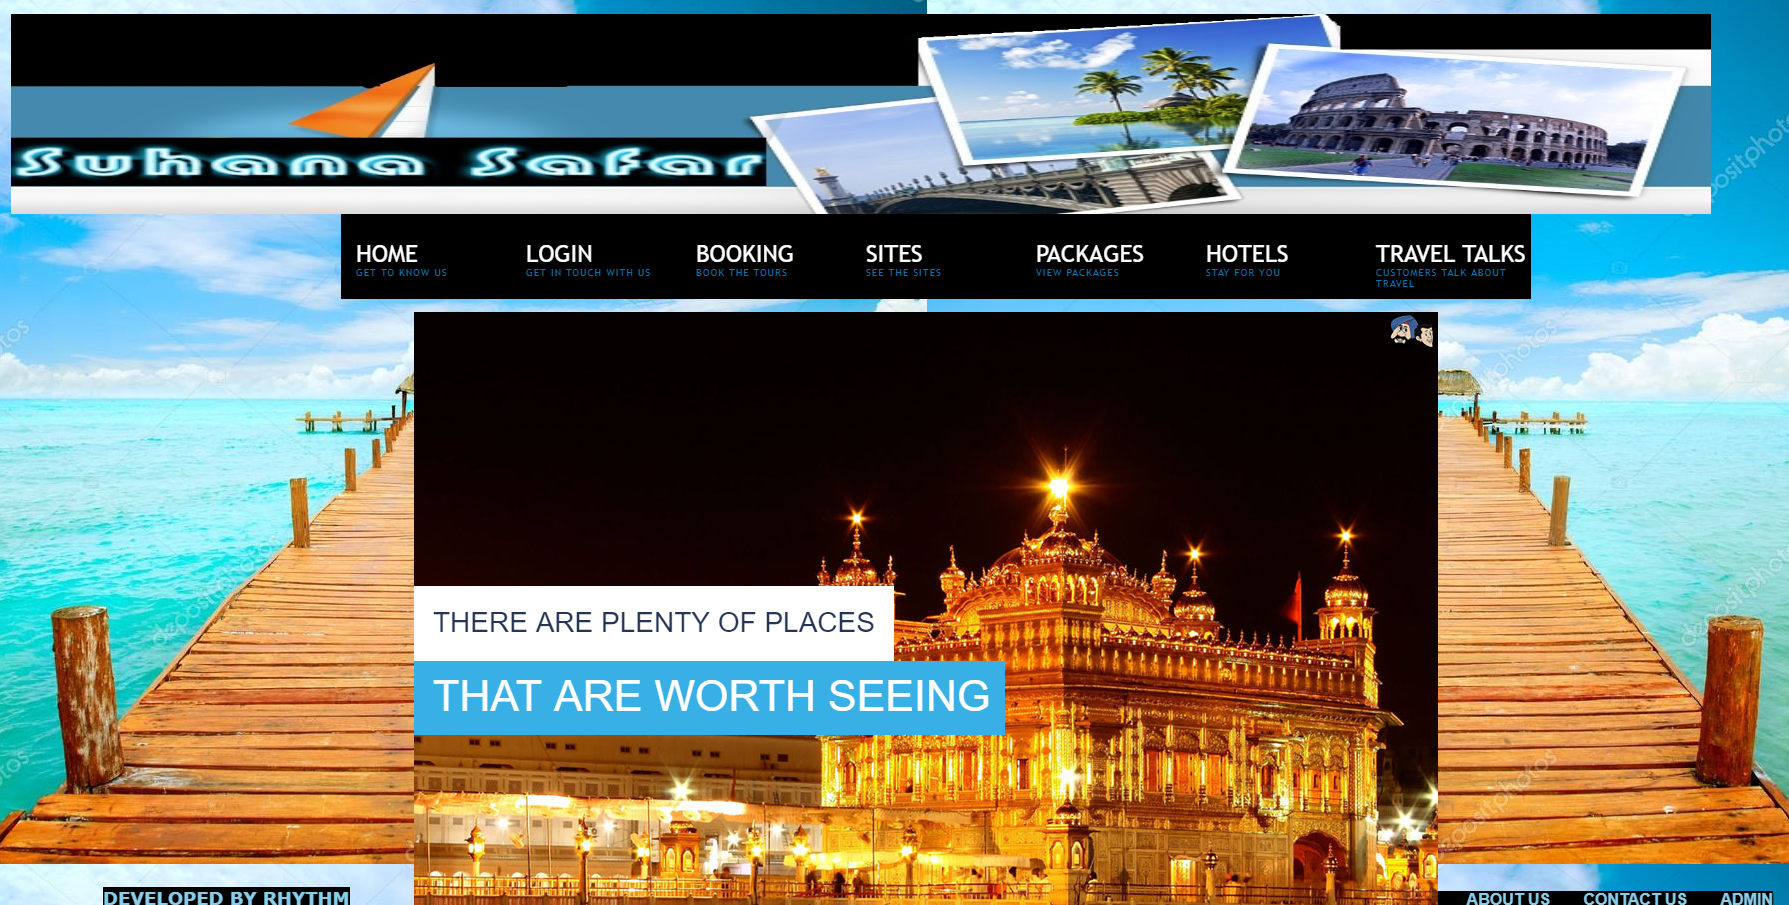 Suhana Safar
HOME
GET TO KNOW US
LOGIN
GET IN TOUCH WITH US
BOOKING
BOOK THE TOURS
SITES
SEE THE SITES
PACKAGES
VIEW PACKAGES
HOTELS
STAY FOR YOU
TRAVEL TALKS
CUSTOMERS TALK ABOUT
TRAVEL
THERE ARE PLENTY OF PLACES
THAT ARE WORTH SEEING
DEVELOPED BY RHYTHM
ABOUT US
CONTACT US
ADMIN
depositphotos